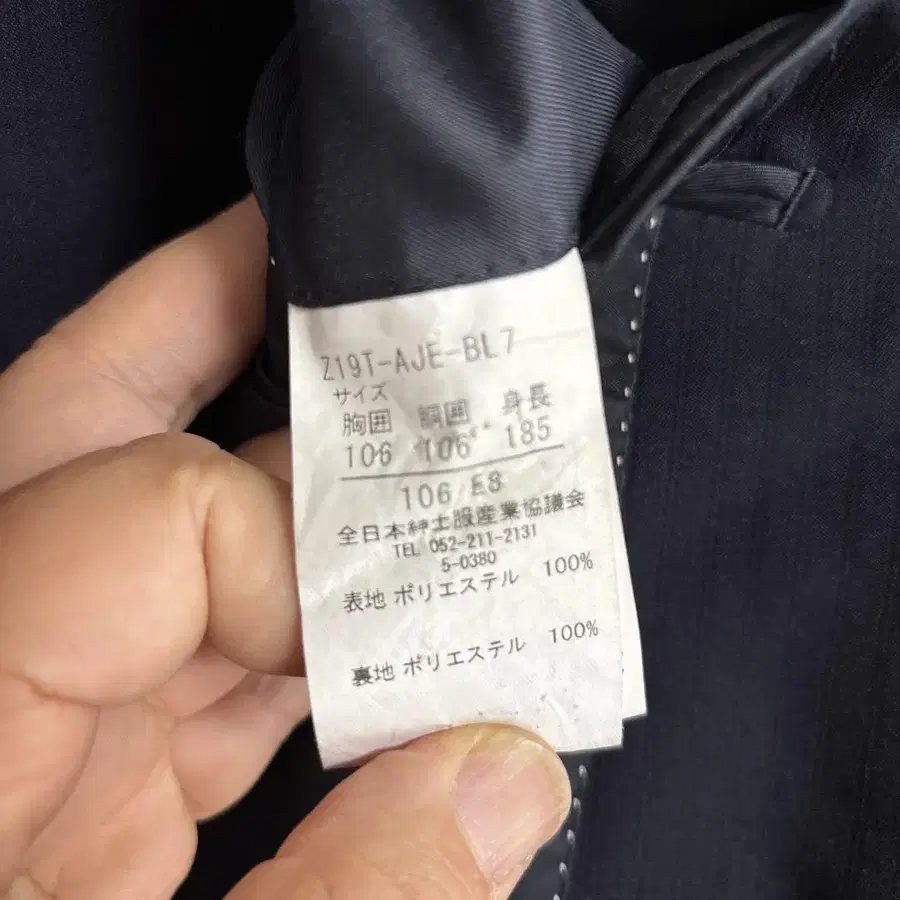 Z19T-AJE-BL7
サイズ
胸囲 胴囲 身長
106 106 185
106 E8
全日本紳士服産業協議会
TEL 052-211-2131
5-0380
表地 ポリエステル 100%
裏地 ポリエステル 100%